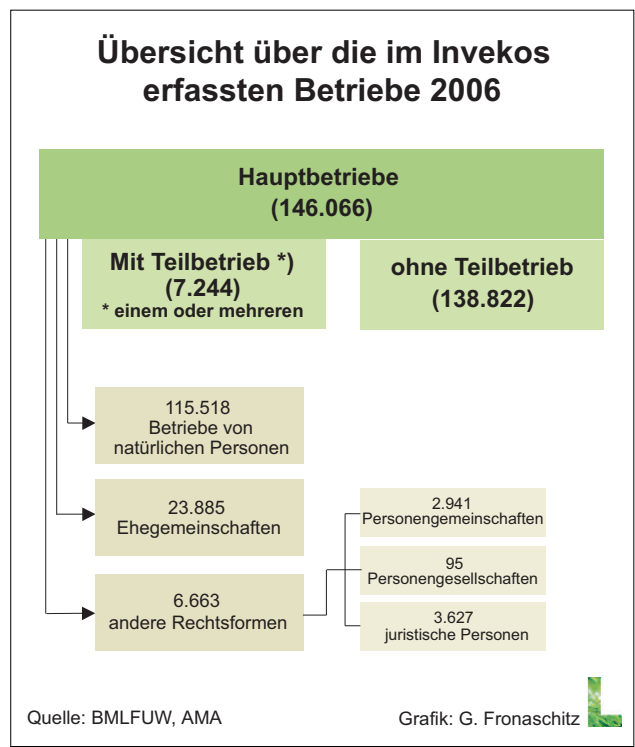 Übersicht über die im Invekos
erfassten Betriebe 2006
Hauptbetriebe
(146.066)
Mit Teilbetrieb *)
(7.244)
* einem oder mehreren
ohne Teilbetrieb
(138.822)
115.518
Betriebe von
natürlichen Personen
23.885
Ehegemeinschaften
6.663
andere Rechtsformen
2.941
Personengemeinschaften
95
Personengesellschaften
3.627
juristische Personen
Quelle: BMLFUW, AMA
Grafik: G. Fronaschitz
L